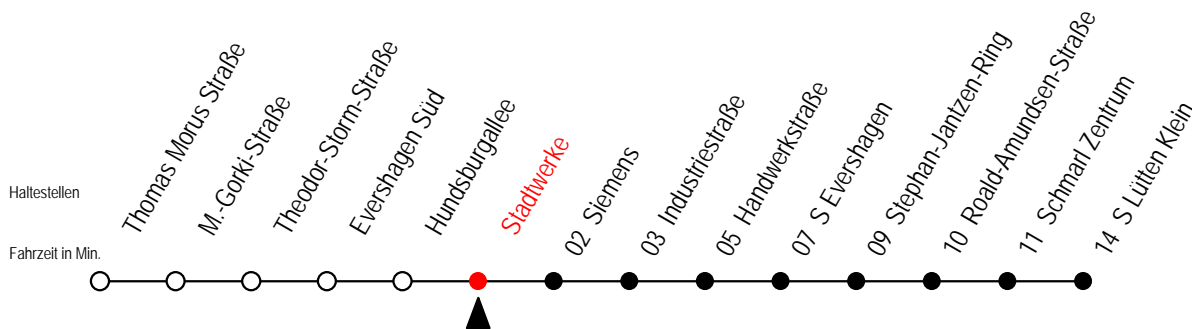 Haltestellen
Fahrzeit in Min.
Thomas Morus Straße
M.-Gorki-Straße
Theodor-Storm-Straße
Evershagen Süd
Hundsburgallee
Stadtwerke
02 Siemens
03 Industriestraße
05 Handwerkstraße
07 S Evershagen
09 Stephan-Jantzen-Ring
10 Roald-Amundsen-Straße
11 Schmarl Zentrum
14 S Lütten Klein